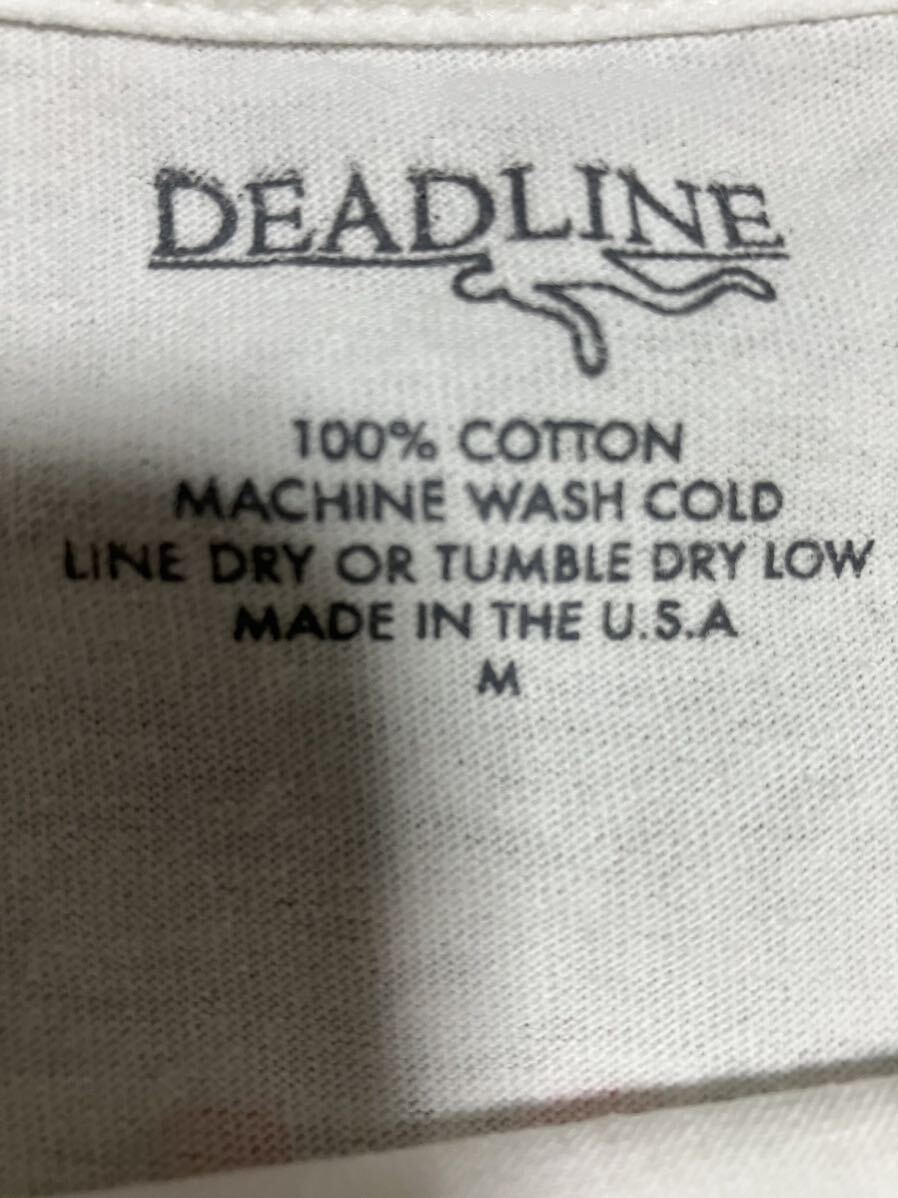 DEADLINE
100% COTTON
MACHINE WASH COLD
LINE DRY OR TUMBLE DRY LOW
MADE IN THE U.S.A
M